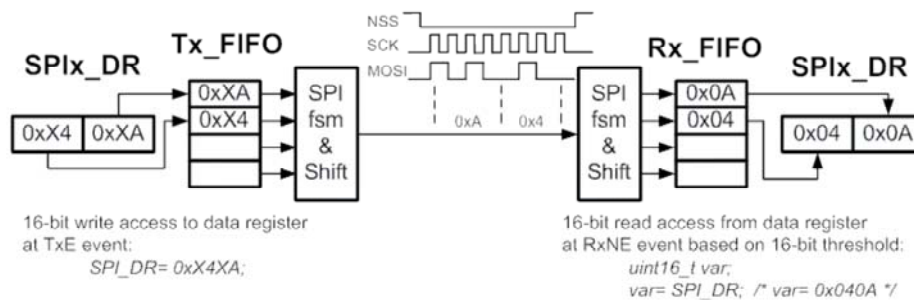 NSS
SCK
MOSI
SPIx_DR
Tx_FIFO
Rx_FIFO
SPIx_DR
0xX4 0xXA
0xXA
0xX4
SPI
fsm
&
Shift
0xA 0x4
SPI
fsm
&
Shift
0x0A
0x04
0x04 0x0A
16-bit write access to data register
at TxE event:
SPI_DR= 0xX4XA;
16-bit read access from data register
at RxNE event based on 16-bit threshold:
uint16_t var;
var= SPI_DR; /* var= 0x040A */